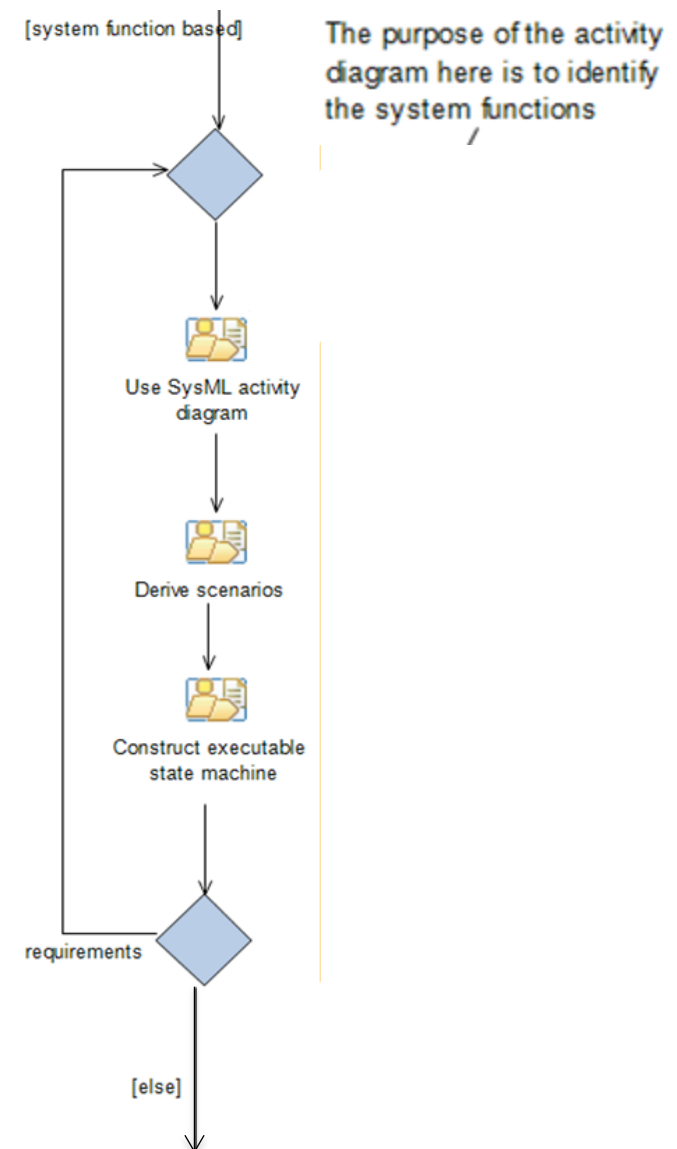 [system function based]
The purpose of the activity
diagram here is to identify
the system functions
Use SysML activity
diagram
Derive scenarios
Construct executable
state machine
requirements
[else]